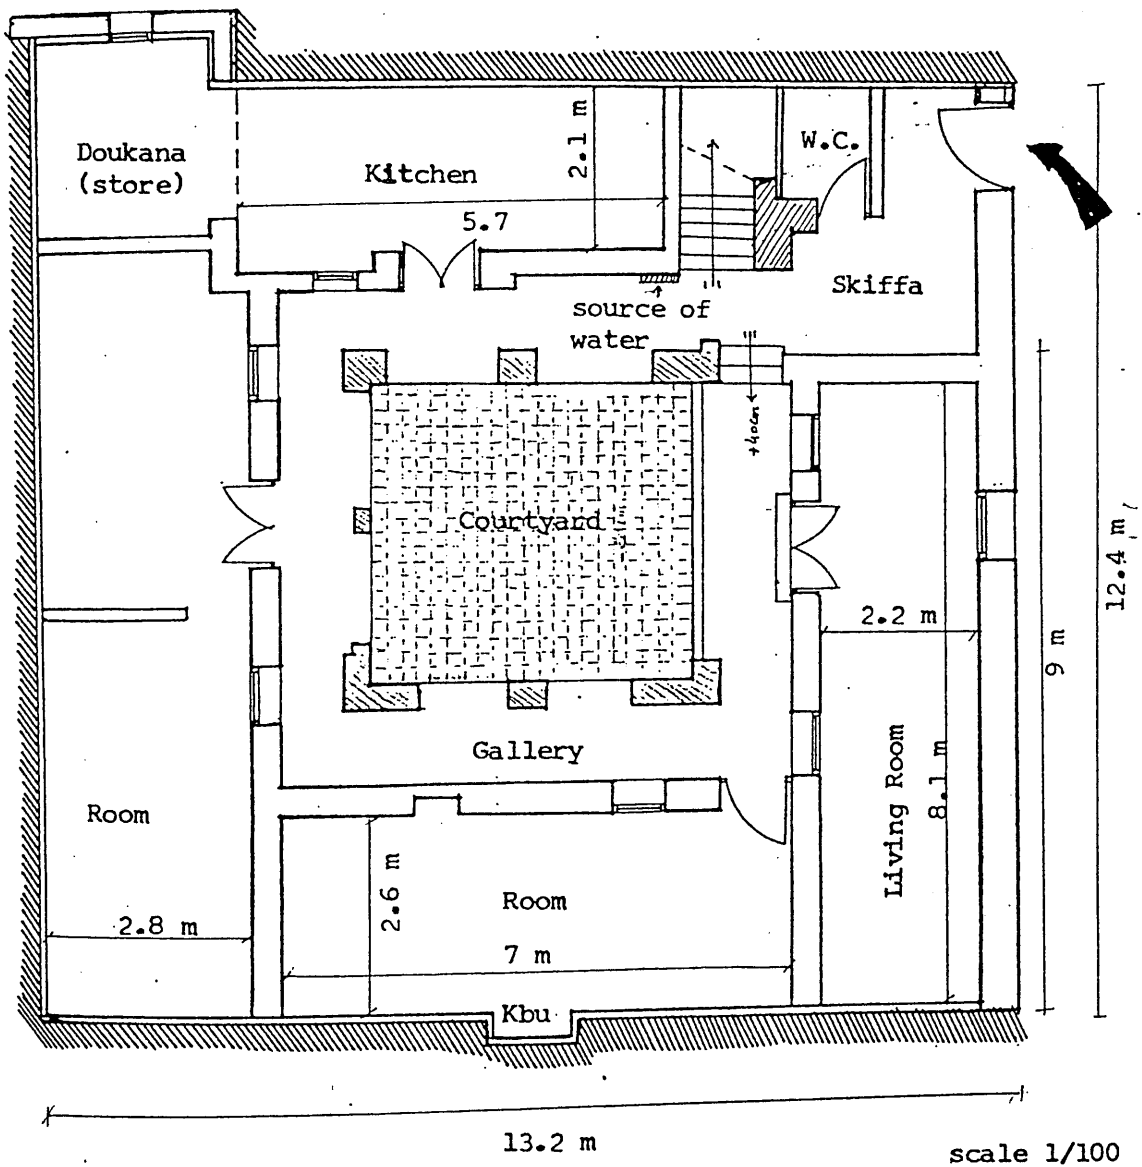 Doukana
(store)
Kitchen
2.1 m
W.C.
5.7
Skiffa
source of
water
+40cm
Courtyard
12.4 m
2.2 m
9 m
Gallery
Living Room
8.1 m
Room
2.6 m
Room
2.8 m
7 m
Kbu
13.2 m
scale 1/100